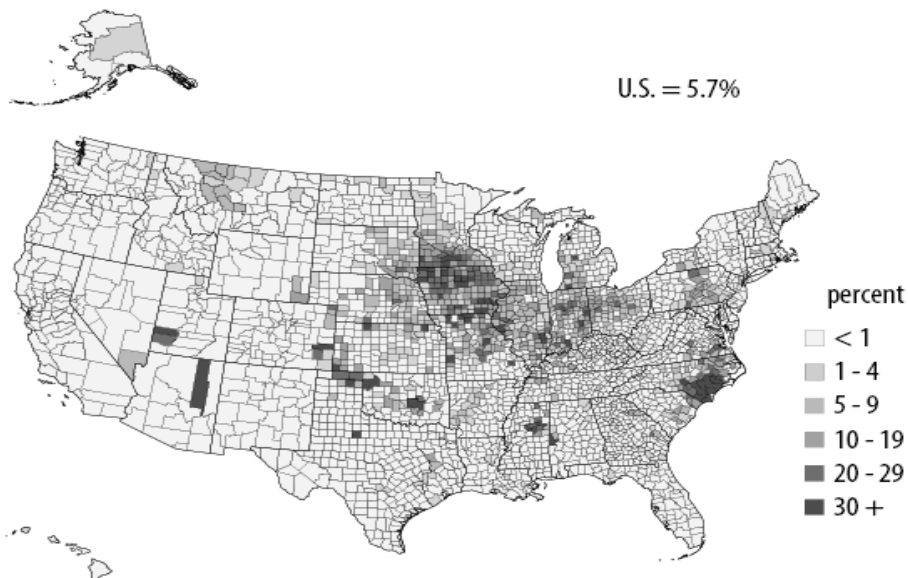 U.S. = 5.7%
percent
< 1
1 - 4
5 - 9
10 - 19
20 - 29
30 +